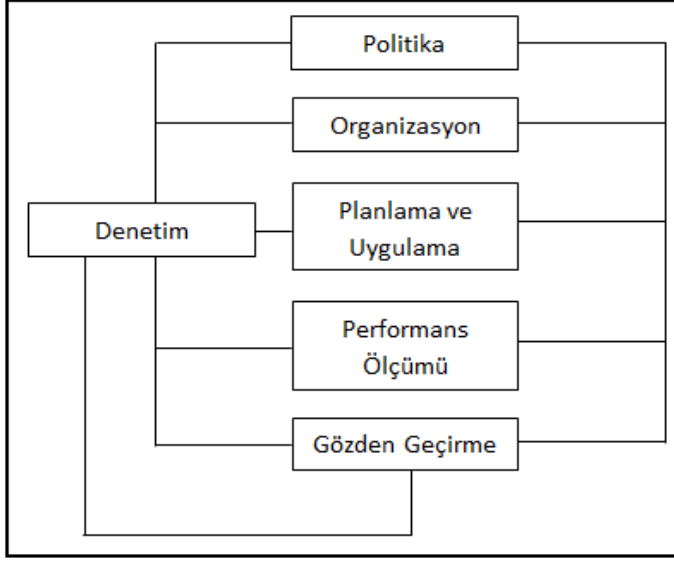 Politika
Organizasyon
Denetim
Planlama ve
Uygulama
Performans
Ölçümü
Gözden Geçirme